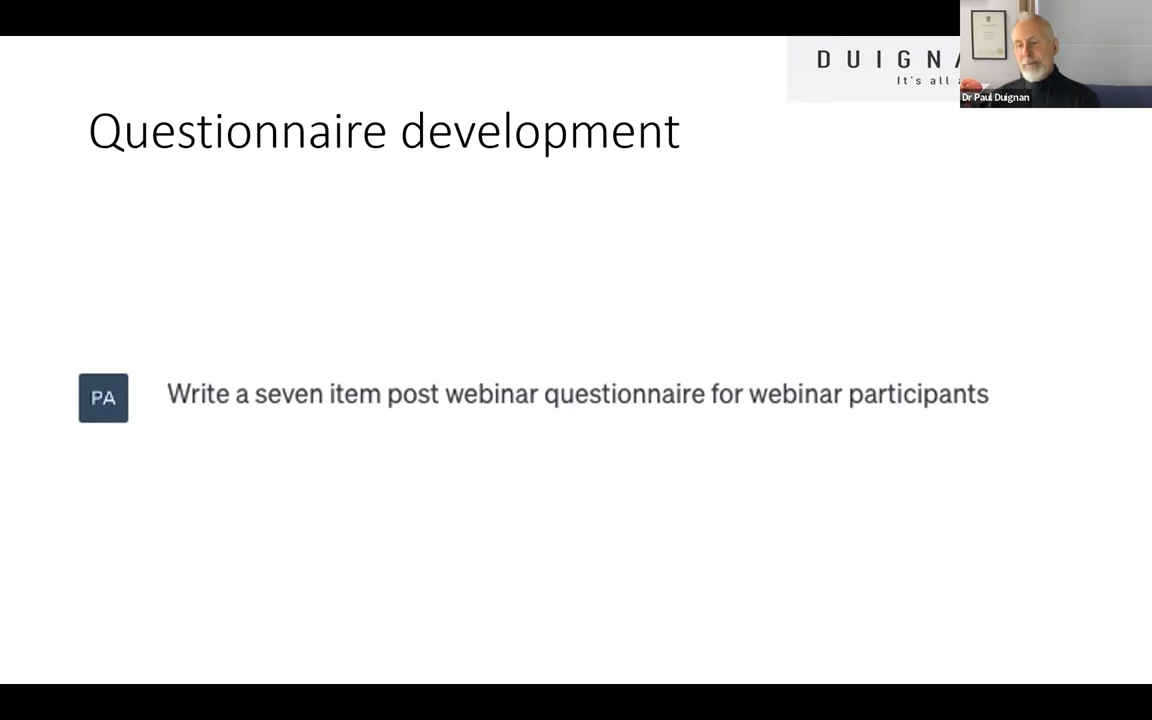 DUIGNA
It's all
Dr Paul Duignan
Questionnaire development
PA
Write a seven item post webinar questionnaire for webinar participants